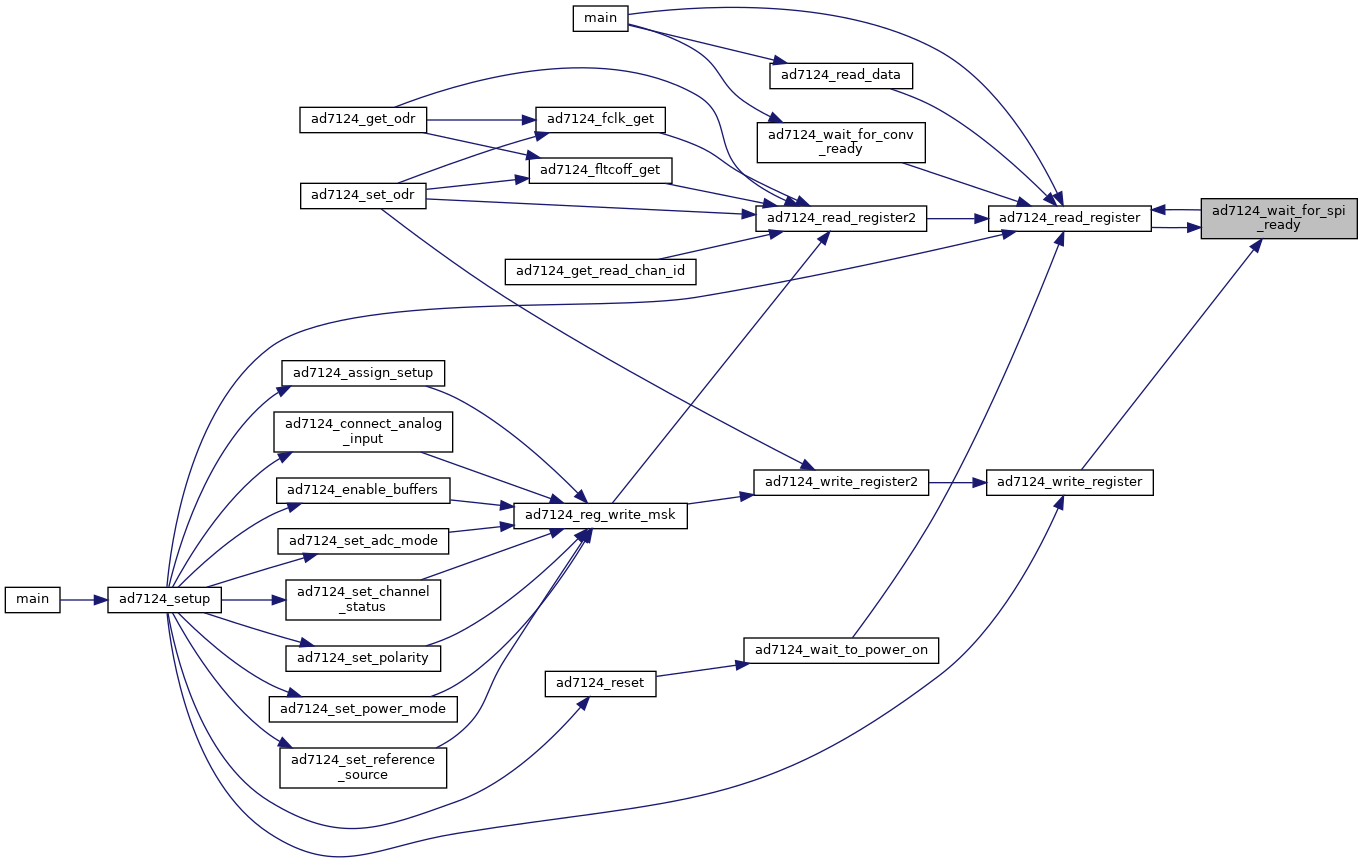 main
ad7124_read_data
ad7124_get_odr
ad7124_fclk_get
ad7124_wait_for_conv
_ready
ad7124_fltcoff_get
ad7124_set_odr
ad7124_read_register2
ad7124_read_register
ad7124_wait_for_spi
_ready
ad7124_get_read_chan_id
ad7124_assign_setup
ad7124_connect_analog
_input
ad7124_enable_buffers
ad7124_write_register2
ad7124_write_register
ad7124_reg_write_msk
ad7124_set_adc_mode
main
ad7124_setup
ad7124_set_channel
_status
ad7124_set_polarity
ad7124_wait_to_power_on
ad7124_reset
ad7124_set_power_mode
ad7124_set_reference
_source